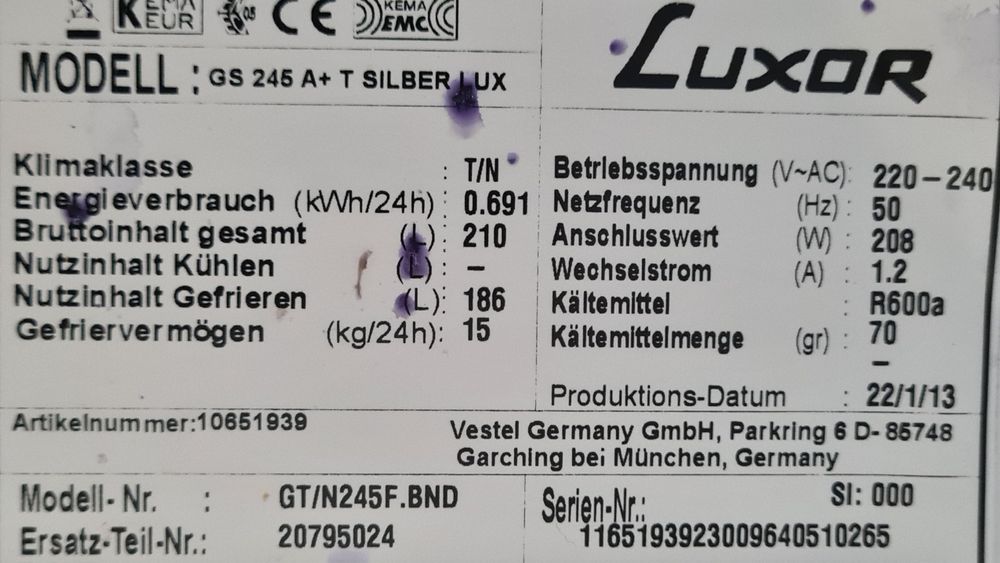 KEMA
EUR
05
CE
KEMA
EMC
MODELL : GS 245 A+ T SILBER LUX
LUXOR
Klimaklasse : T/N
Energieverbrauch (kWh/24h) : 0.691
Bruttoinhalt gesamt (L) : 210
Nutzinhalt Kühlen (L) : –
Nutzinhalt Gefrieren (L) : 186
Gefriervermögen (kg/24h): 15
Betriebsspannung (V~AC): 220 – 240
Netzfrequenz (Hz) : 50
Anschlusswert (W) : 208
Wechselstrom (A) : 1.2
Kältemittel : R600a
Kältemittelmenge (gr) : 70
–
Produktions-Datum : 22/1/13
Artikelnummer:10651939
Vestel Germany GmbH, Parkring 6 D- 85748
Garching bei München, Germany
Modell- Nr. : GT/N245F.BND
Ersatz-Teil-Nr.: 20795024
SI: 000
Serien-Nr.:
1165193923009640510265